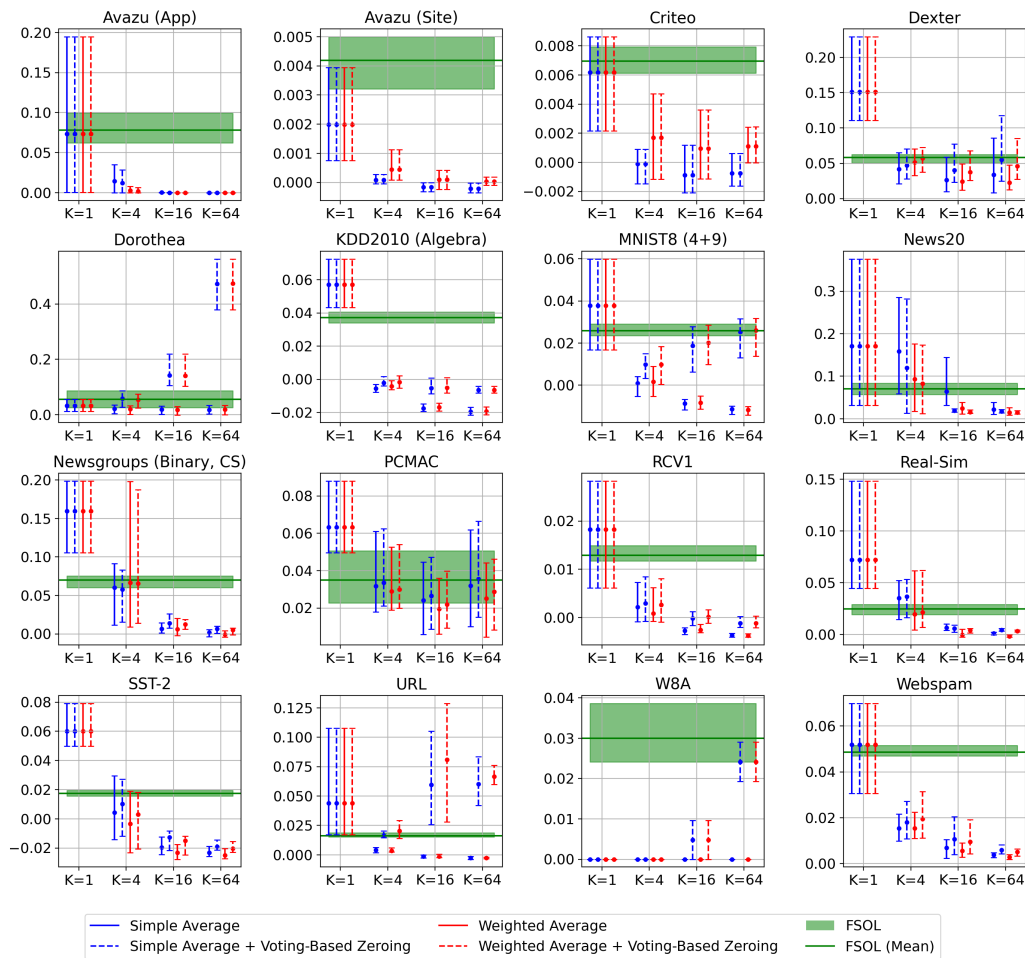 Avazu (App) Avazu (Site) Criteo Dexter
0.20 0.15 0.10 0.05 0.00
0.005 0.004 0.003 0.002 0.001 0.000
0.008 0.006 0.004 0.002 0.000 −0.002
0.20 0.15 0.10 0.05 0.00
K=1 K=4 K=16 K=64 K=1 K=4 K=16 K=64 K=1 K=4 K=16 K=64 K=1 K=4 K=16 K=64
Dorothea KDD2010 (Algebra) MNIST8 (4+9) News20
0.4 0.2 0.0
0.06 0.04 0.02 0.00 −0.02
0.06 0.04 0.02 0.00
0.3 0.2 0.1 0.0
K=1 K=4 K=16 K=64 K=1 K=4 K=16 K=64 K=1 K=4 K=16 K=64 K=1 K=4 K=16 K=64
Newsgroups (Binary, CS) PCMAC RCV1 Real-Sim
0.20 0.15 0.10 0.05 0.00
0.08 0.06 0.04 0.02
0.02 0.01 0.00
0.15 0.10 0.05 0.00
K=1 K=4 K=16 K=64 K=1 K=4 K=16 K=64 K=1 K=4 K=16 K=64 K=1 K=4 K=16 K=64
SST-2 URL W8A Webspam
0.08 0.06 0.04 0.02 0.00 −0.02
0.125 0.100 0.075 0.050 0.025 0.000
0.04 0.03 0.02 0.01 0.00
0.06 0.04 0.02 0.00
K=1 K=4 K=16 K=64 K=1 K=4 K=16 K=64 K=1 K=4 K=16 K=64 K=1 K=4 K=16 K=64
Simple Average Weighted Average FSOL
Simple Average + Voting-Based Zeroing Weighted Average + Voting-Based Zeroing FSOL (Mean)